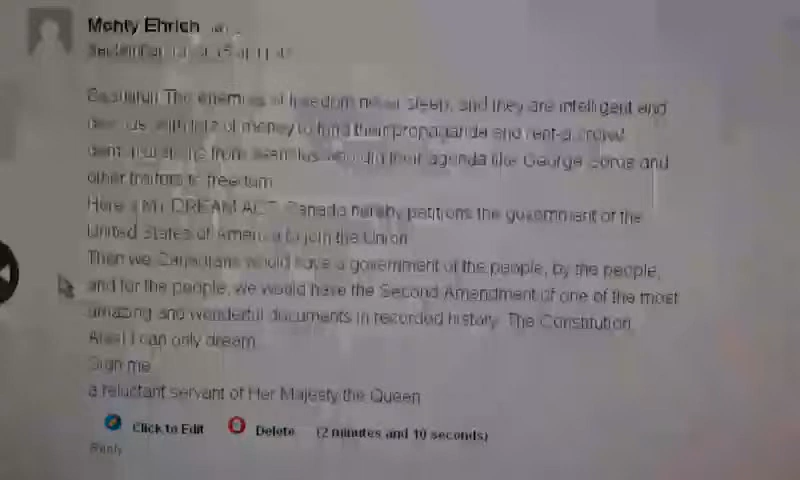 Monty Ehrich
The enemies of freedom never sleep, and they are intelligent and
with lots of money to fund their propaganda and rent-a-crowd
from their agenda like George Soros and
other traitors to freedom
Here is MY DREAM ACT. Canada hereby petitions the government of the
United States of America to join the Union
Then we Canadians would have a government of the people, by the people,
and for the people, we would have the Second Amendment of one of the most
amazing and wonderful documents in recorded history. The Constitution
Alas! I can only dream
Sign me
a reluctant servant of Her Majesty the Queen
Click to Edit Delete (2 minutes and 10 seconds)
Reply